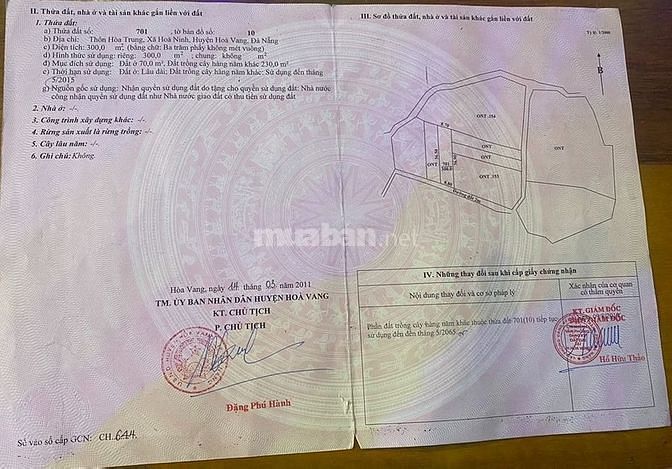 II. Thửa đất, nhà ở và tài sản khác gắn liền với đất
1. Thửa đất:
a) Thửa đất số: 701 , tờ bản đồ số: 10
b) Địa chỉ: Thôn Hòa Trung, Xã Hoà Ninh, Huyện Hoà Vang, Đà Nẵng
c) Diện tích: 300,0 m² (bằng chữ: Ba trăm phẩy không mét vuông)
d) Hình thức sử dụng: riêng: 300,0 m²; chung: không m²
đ) Mục đích sử dụng: Đất ở 70,0 m², Đất trồng cây hàng năm khác 230,0 m²
e) Thời hạn sử dụng: Đất ở: Lâu dài; Đất trồng cây hàng năm khác: Sử dụng đến tháng
5/2015
g) Nguồn gốc sử dụng: Nhận quyền sử dụng đất do tặng cho quyền sử dụng đất: Nhà nước
công nhận quyền sử dụng đất như Nhà nước giao đất có thu tiền sử dụng đất
2. Nhà ở: -/-
3. Công trình xây dựng khác: -/-
4. Rừng sản xuất là rừng trồng: -/-
5. Cây lâu năm: -/-
6. Ghi chú: Không.
Hòa Vang, ngày 14 tháng 03 năm 2011
TM. ỦY BAN NHÂN DÂN HUYỆN HOÀ VANG
KT. CHỦ TỊCH
P. CHỦ TỊCH
Đặng Phú Hành
Số vào sổ cấp GCN: CH 644
III. Sơ đồ thửa đất, nhà ở và tài sản khác gắn liền với đất
B
ONT .154
ONT
ONT
701
300.0
ONT .153
Đường đất 2m
muaban.net
IV. Những thay đổi sau khi cấp giấy chứng nhận
Nội dung thay đổi và cơ sở pháp lý
Xác nhận của cơ quan
có thẩm quyền
Phần đất trồng cây hàng năm khác thuộc thửa đất 701(10) tiếp tục
sử dụng đến đến tháng 5/2065.
KT. GIÁM ĐỐC
Hồ Hữu Thảo